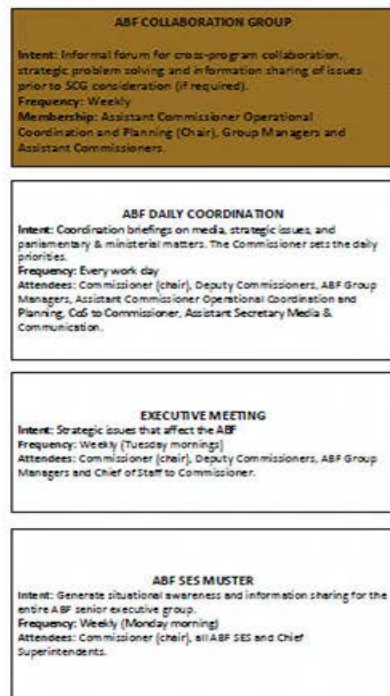 ABF COLLABORATION GROUP
Intent: Informal forum for cross-program collaboration,
strategic problem solving and information sharing of issues
prior to SCG consideration (if required).
Frequency: Weekly
Membership: Assistant Commissioner Operational
Coordination and Planning (Chair), Group Managers and
Assistant Commissioners.
ABF DAILY COORDINATION
Intent: Coordination briefings on media, strategic issues, and
parliamentary & ministerial matters. The Commissioner sets the daily
priorities.
Frequency: Every work day
Attendees: Commissioner (chair), Deputy Commissioners, ABF Group
Managers, Assistant Commissioner Operational Coordination and
Planning, CoS to Commissioner, Assistant Secretary Media &
Communication.
EXECUTIVE MEETING
Intent: Strategic issues that affect the ABF
Frequency: Weekly (Tuesday mornings)
Attendees: Commissioner (chair), Deputy Commissioners, ABF Group
Managers and Chief of Staff to Commissioner.
ABF SES MUSTER
Intent: Generate situational awareness and information sharing for the
entire ABF senior executive group.
Frequency: Weekly (Monday morning)
Attendees: Commissioner (chair), all ABF SES and Chief
Superintendents.